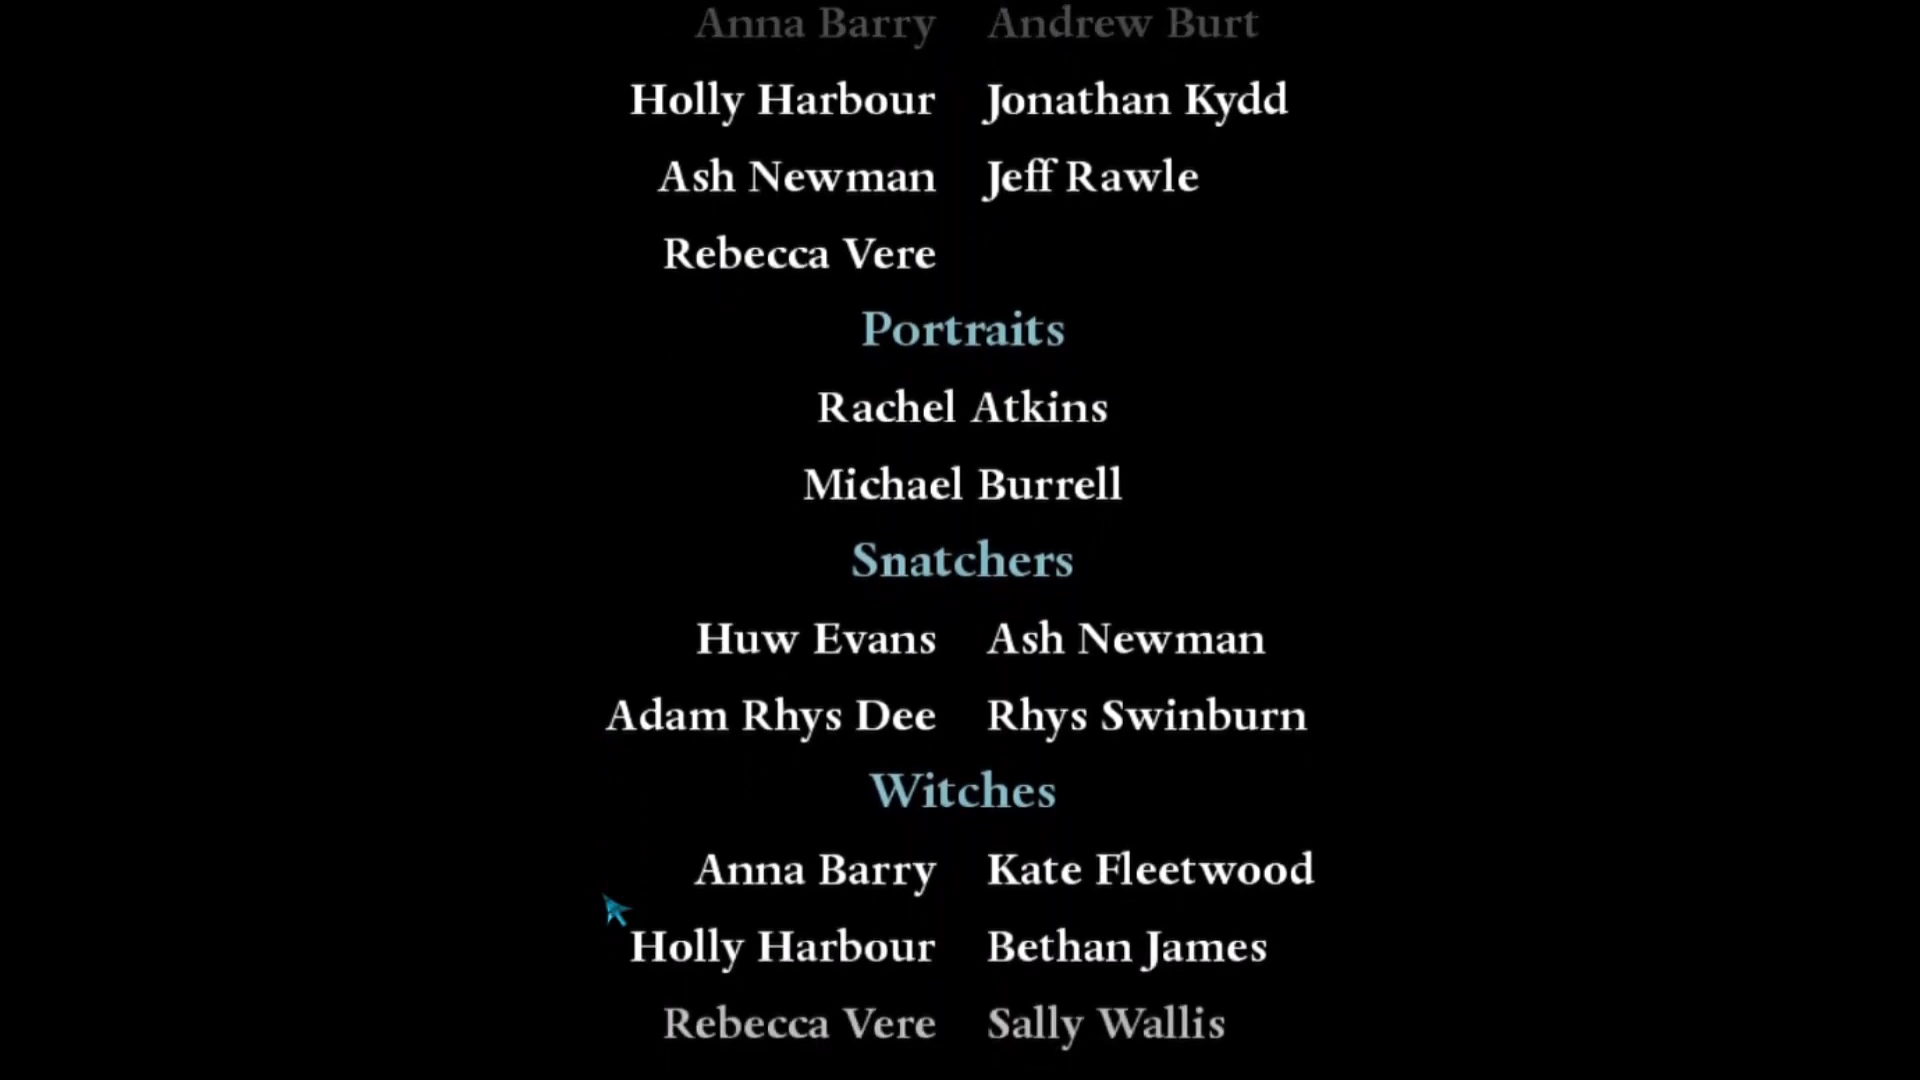 Anna Barry Andrew Burt
Holly Harbour Jonathan Kydd
Ash Newman Jeff Rawle
Rebecca Vere
Portraits
Rachel Atkins
Michael Burrell
Snatchers
Huw Evans Ash Newman
Adam Rhys Dee Rhys Swinburn
Witches
Anna Barry Kate Fleetwood
Holly Harbour Bethan James
Rebecca Vere Sally Wallis